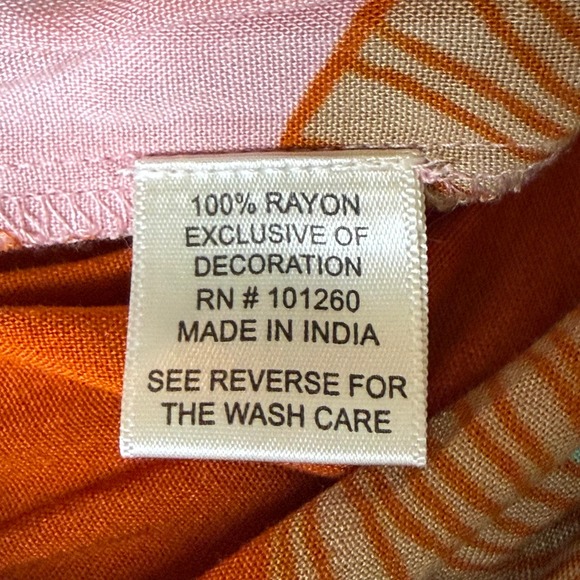 100% RAYON
EXCLUSIVE OF
DECORATION
RN # 101260
MADE IN INDIA
SEE REVERSE FOR
THE WASH CARE